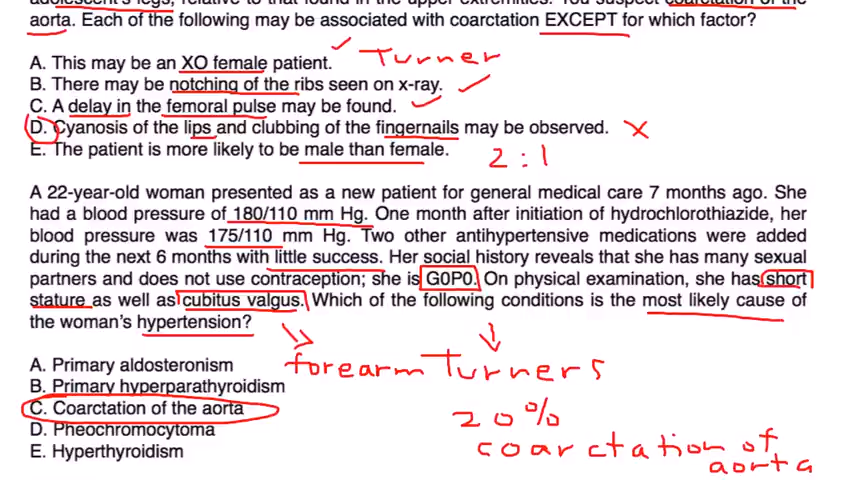 adolescent's legs, relative to that found in the upper extremities. You suspect coarctation of the
aorta. Each of the following may be associated with coarctation EXCEPT for which factor?
A. This may be an XO female patient. Turner
B. There may be notching of the ribs seen on x-ray.
C. A delay in the femoral pulse may be found.
D. Cyanosis of the lips and clubbing of the fingernails may be observed. X
E. The patient is more likely to be male than female. 2 : 1
A 22-year-old woman presented as a new patient for general medical care 7 months ago. She
had a blood pressure of 180/110 mm Hg. One month after initiation of hydrochlorothiazide, her
blood pressure was 175/110 mm Hg. Two other antihypertensive medications were added
during the next 6 months with little success. Her social history reveals that she has many sexual
partners and does not use contraception; she is G0P0. On physical examination, she has short
stature as well as cubitus valgus. Which of the following conditions is the most likely cause of
the woman's hypertension?
A. Primary aldosteronism
forearm Turners
B. Primary hyperparathyroidism
C. Coarctation of the aorta
20%
D. Pheochromocytoma
coarctation of
aorta
E. Hyperthyroidism